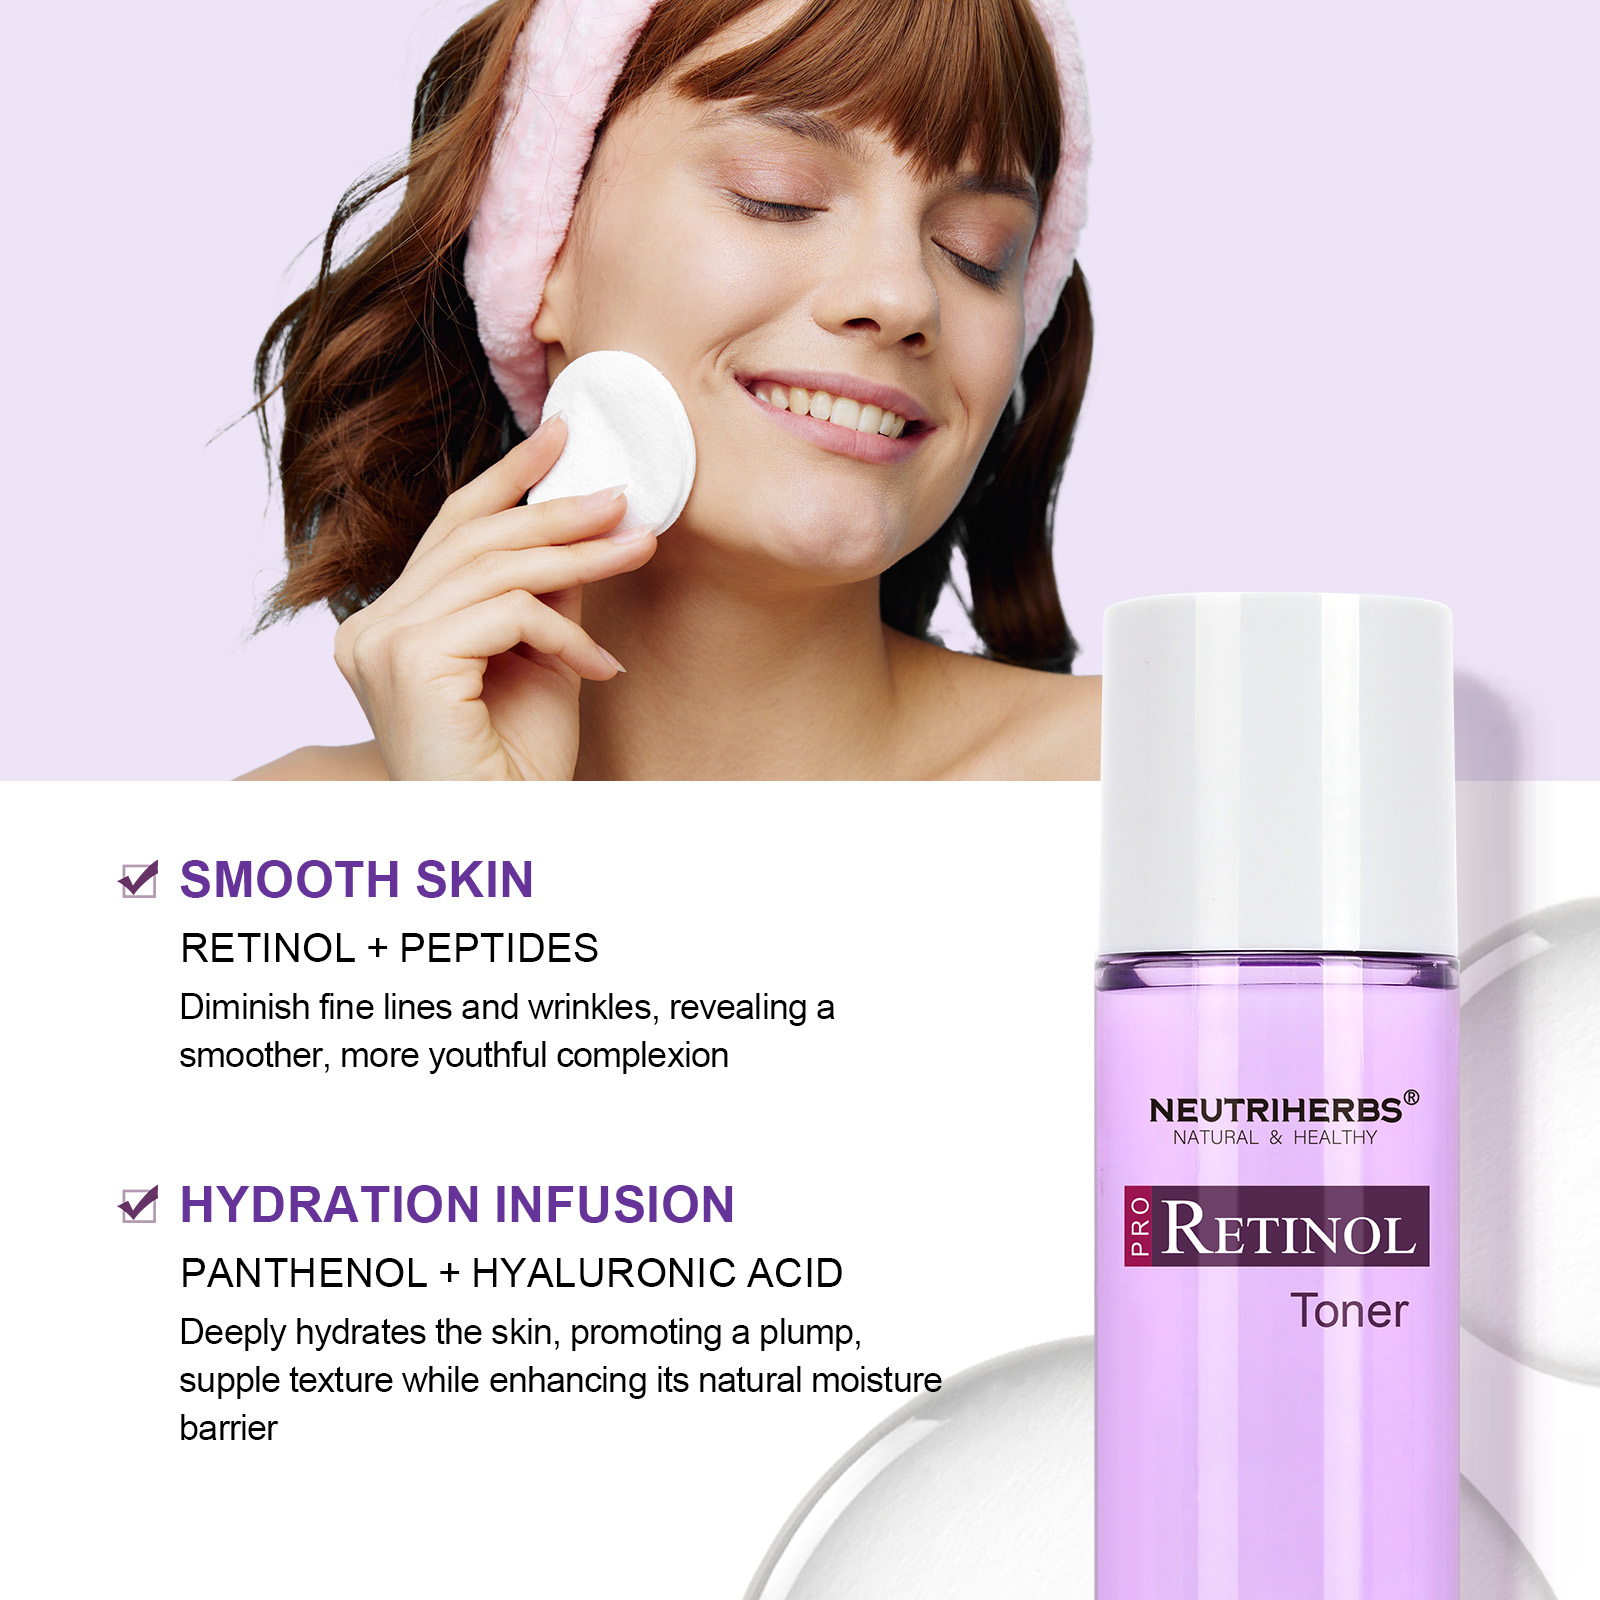 SMOOTH SKIN
RETINOL + PEPTIDES
Diminish fine lines and wrinkles, revealing a
smoother, more youthful complexion
HYDRATION INFUSION
PANTHENOL + HYALURONIC ACID
Deeply hydrates the skin, promoting a plump,
supple texture while enhancing its natural moisture
barrier
NEUTRIHERBS®
NATURAL & HEALTHY
PRO RETINOL
Toner